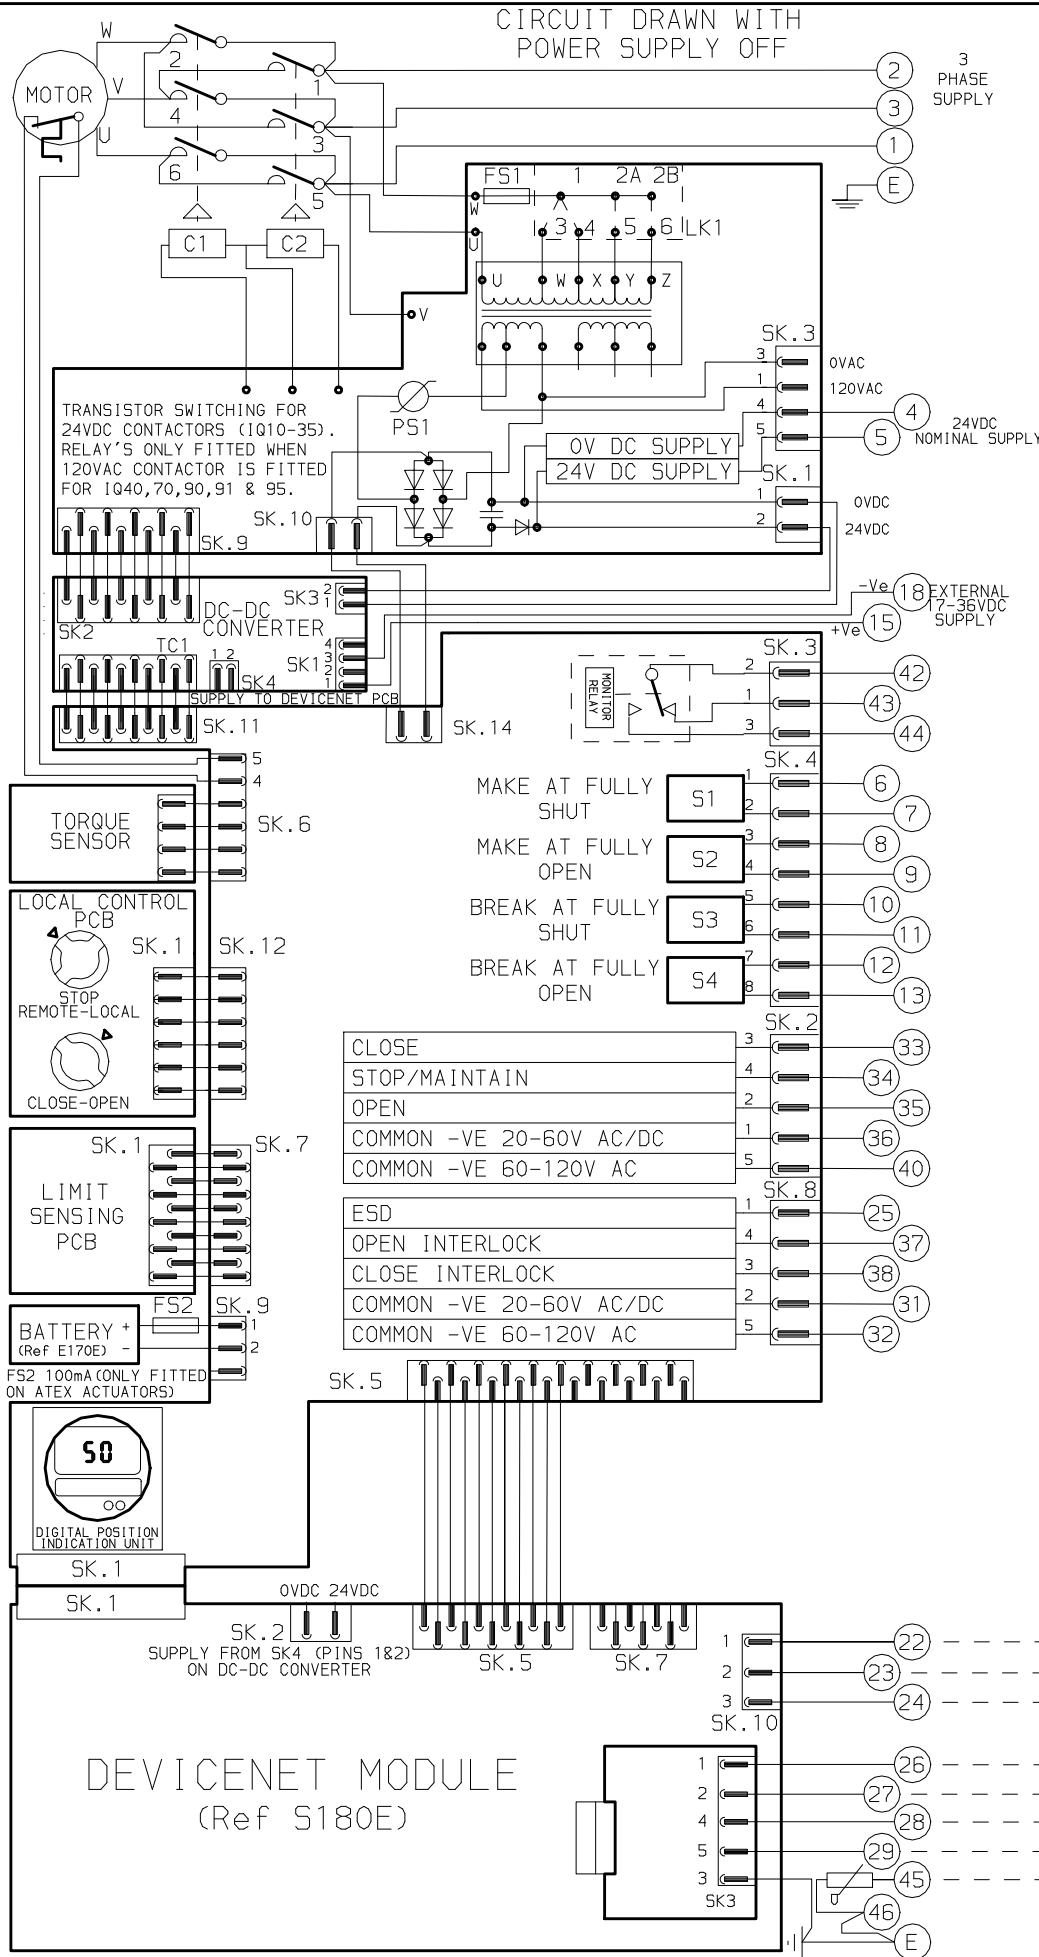 CIRCUIT DRAWN WITH
POWER SUPPLY OFF
W
MOTOR
V
U
2
1
4
3
6
5
C1
C2
2
3
1
E
3
PHASE
SUPPLY
FS1
1
2A 2B
W
U
3 4 5 6 LK1
U W X Y Z
V
SK.3
3 0VAC
1 120VAC
4
5
4
5
24VDC
NOMINAL SUPPLY
TRANSISTOR SWITCHING FOR
24VDC CONTACTORS (IQ10-35).
RELAY'S ONLY FITTED WHEN
120VAC CONTACTOR IS FITTED
FOR IQ40,70,90,91 & 95.
PS1
0V DC SUPPLY
24V DC SUPPLY
SK.1
1 0VDC
2 24VDC
SK.9
SK.10
SK2
DC-DC
CONVERTER
SK3
2
1
4
3
2
1
SK1
TC1
1 2
SK4
SUPPLY TO DEVICENET PCB
-Ve 18
+Ve 15
EXTERNAL
17-36VDC
SUPPLY
SK.11
SK.14
MONITOR
RELAY
SK.3
2 42
1 43
3 44
SK.4
MAKE AT FULLY
SHUT
S1
1 6
2 7
MAKE AT FULLY
OPEN
S2
3 8
4 9
BREAK AT FULLY
SHUT
S3
5 10
6 11
BREAK AT FULLY
OPEN
S4
7 12
8 13
5
4
SK.6
TORQUE
SENSOR
LOCAL CONTROL
PCB
SK.1
SK.12
STOP
REMOTE-LOCAL
CLOSE-OPEN
SK.2
CLOSE 3 33
STOP/MAINTAIN 4 34
OPEN 2 35
COMMON -VE 20-60V AC/DC 1 36
COMMON -VE 60-120V AC 5 40
SK.1
SK.7
LIMIT
SENSING
PCB
SK.8
ESD 1 25
OPEN INTERLOCK 4 37
CLOSE INTERLOCK 3 38
COMMON -VE 20-60V AC/DC 2 31
COMMON -VE 60-120V AC 5 32
FS2
SK.9
BATTERY + 1
(Ref E170E) - 2
FS2 100mA(ONLY FITTED
ON ATEX ACTUATORS)
SK.5
50
DIGITAL POSITION
INDICATION UNIT
SK.1
SK.1
0VDC 24VDC
SK.2
SUPPLY FROM SK4 (PINS 1&2)
ON DC-DC CONVERTER
SK.5
SK.7
1 22
2 23
3 24
SK.10
DEVICENET MODULE
(Ref S180E)
1 26
2 27
4 28
5 29
3 45
SK3
U
46
E